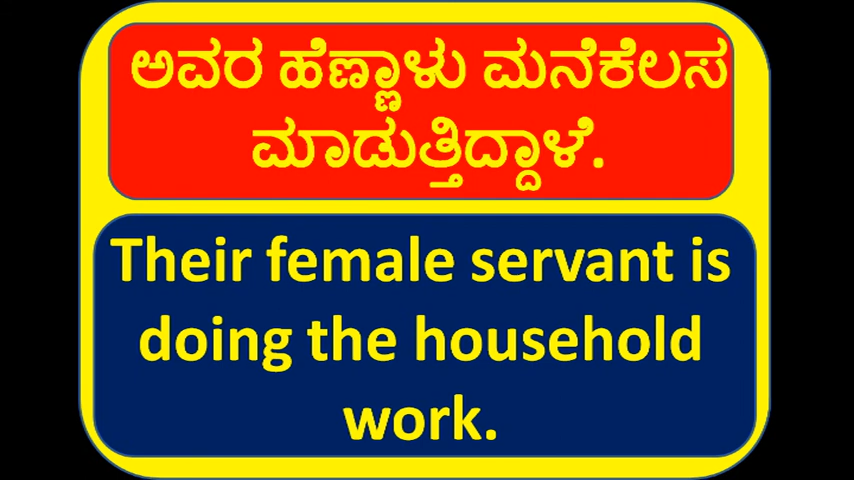 ಅವರ ಹೆಣ್ಣಾಳು ಮನೆಕೆಲಸ
ಮಾಡುತ್ತಿದ್ದಾಳೆ.
Their female servant is
doing the household
work.